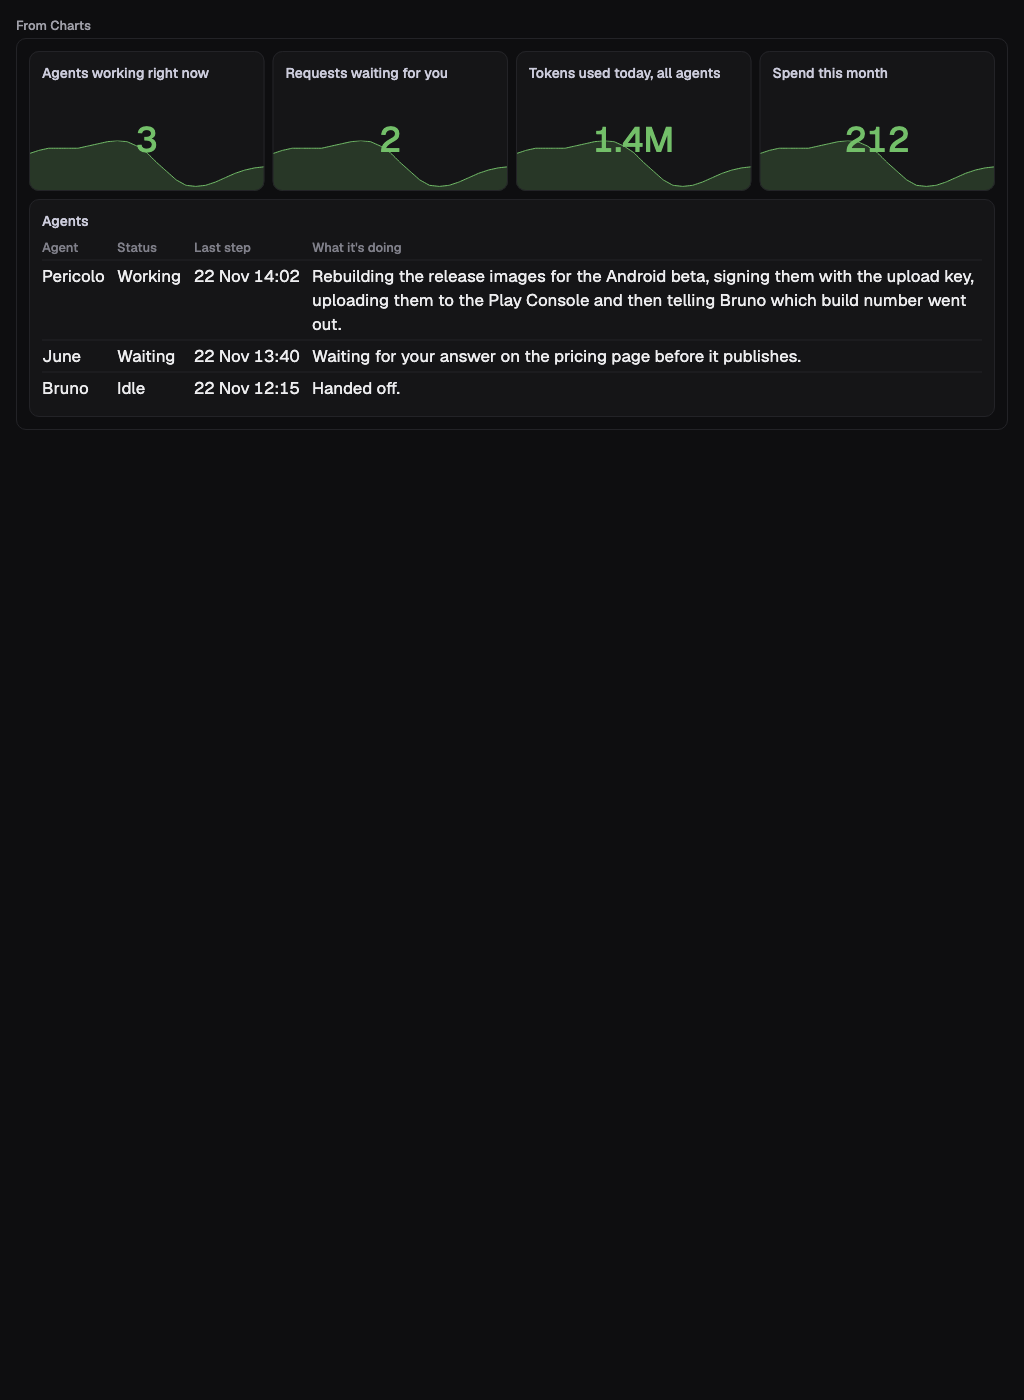 From Charts
Agents working right now
3
Requests waiting for you
2
Tokens used today, all agents
1.4M
Spend this month
212
Agents
Agent Status Last step What it's doing
Pericolo Working 22 Nov 14:02 Rebuilding the release images for the Android beta, signing them with the upload key,
uploading them to the Play Console and then telling Bruno which build number went
out.
June Waiting 22 Nov 13:40 Waiting for your answer on the pricing page before it publishes.
Bruno Idle 22 Nov 12:15 Handed off.